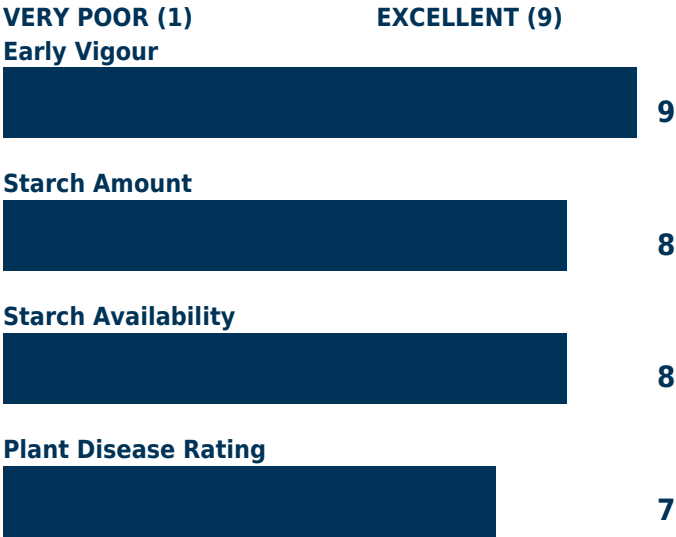 VERY POOR (1) EXCELLENT (9)
Early Vigour
9
Starch Amount
8
Starch Availability
8
Plant Disease Rating
7